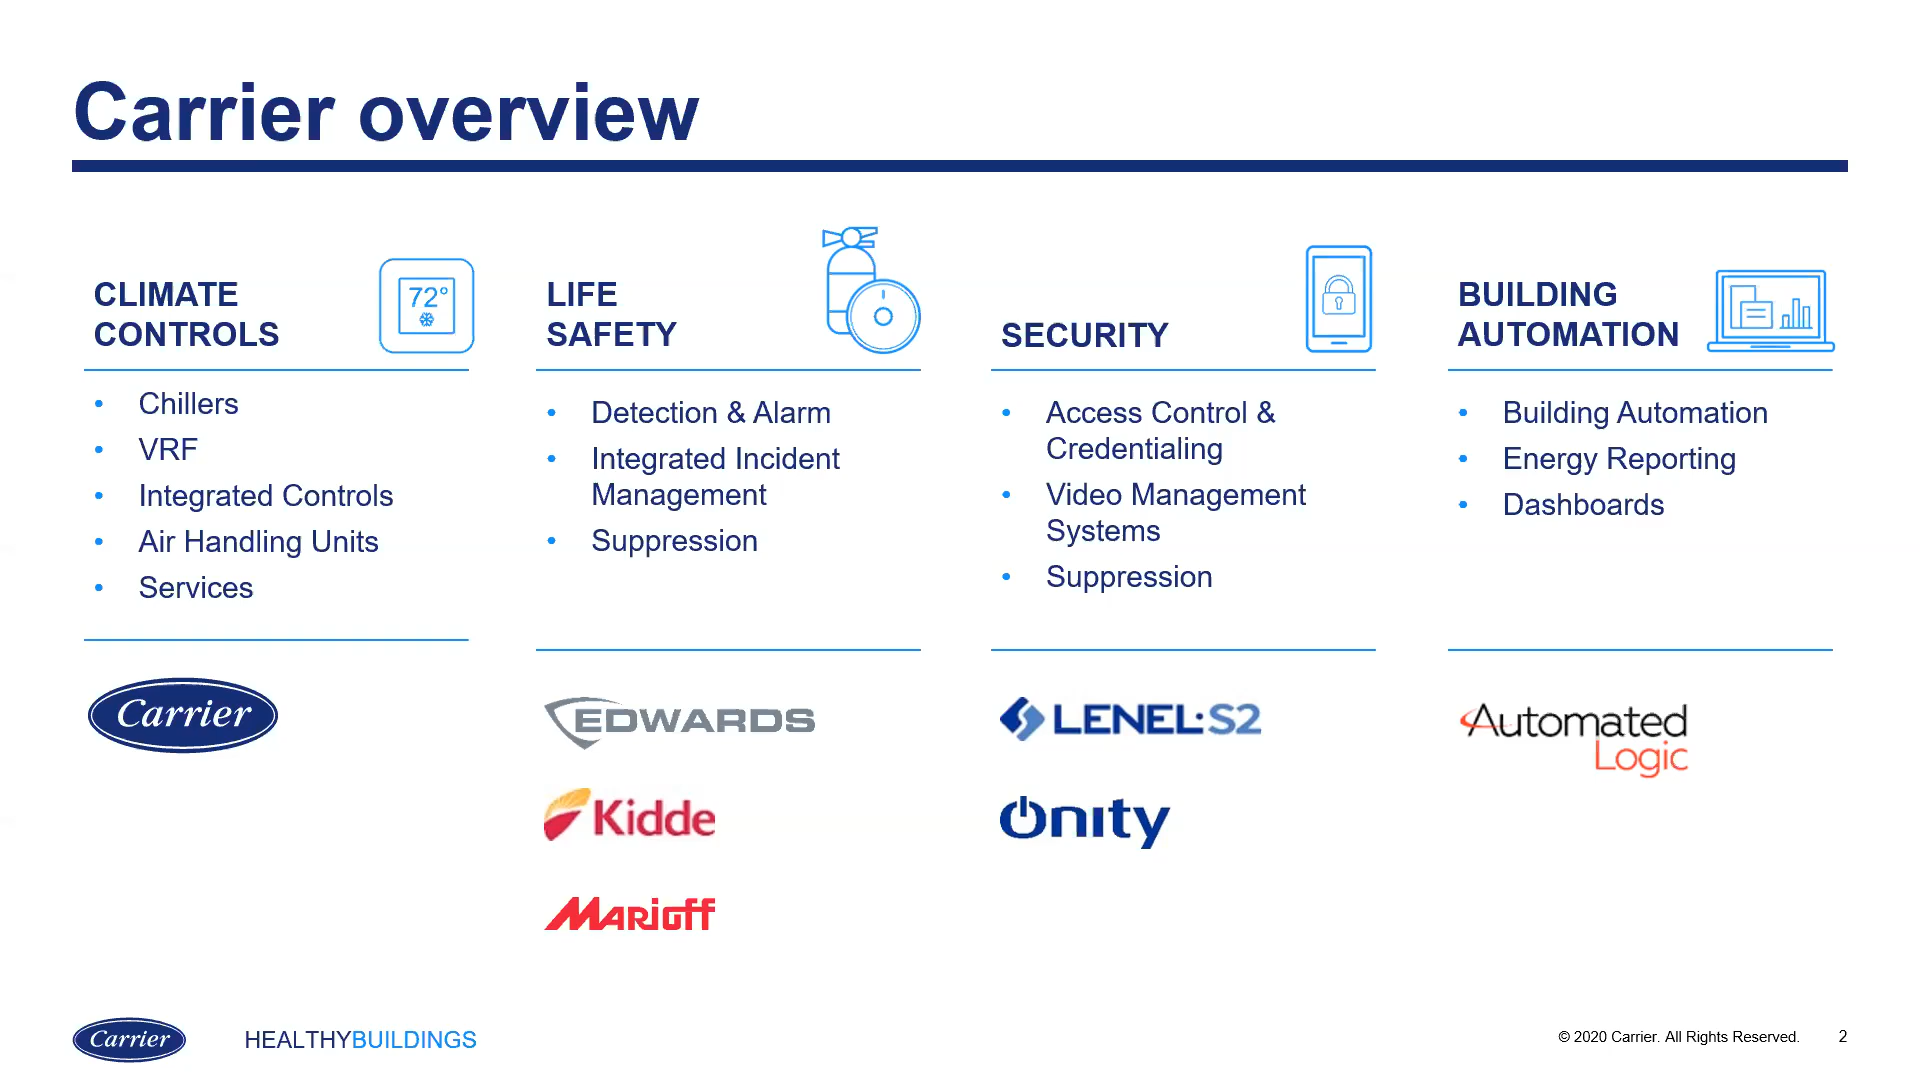 Carrier overview
CLIMATE
CONTROLS
72°
• Chillers
• VRF
• Integrated Controls
• Air Handling Units
• Services
Carrier
LIFE
SAFETY
• Detection & Alarm
• Integrated Incident
Management
• Suppression
EDWARDS
Kidde
MARIOFF
SECURITY
• Access Control &
Credentialing
• Video Management
Systems
• Suppression
LENEL·S2
Onity
BUILDING
AUTOMATION
• Building Automation
• Energy Reporting
• Dashboards
Automated
Logic
Carrier
HEALTHYBUILDINGS
© 2020 Carrier. All Rights Reserved.
2